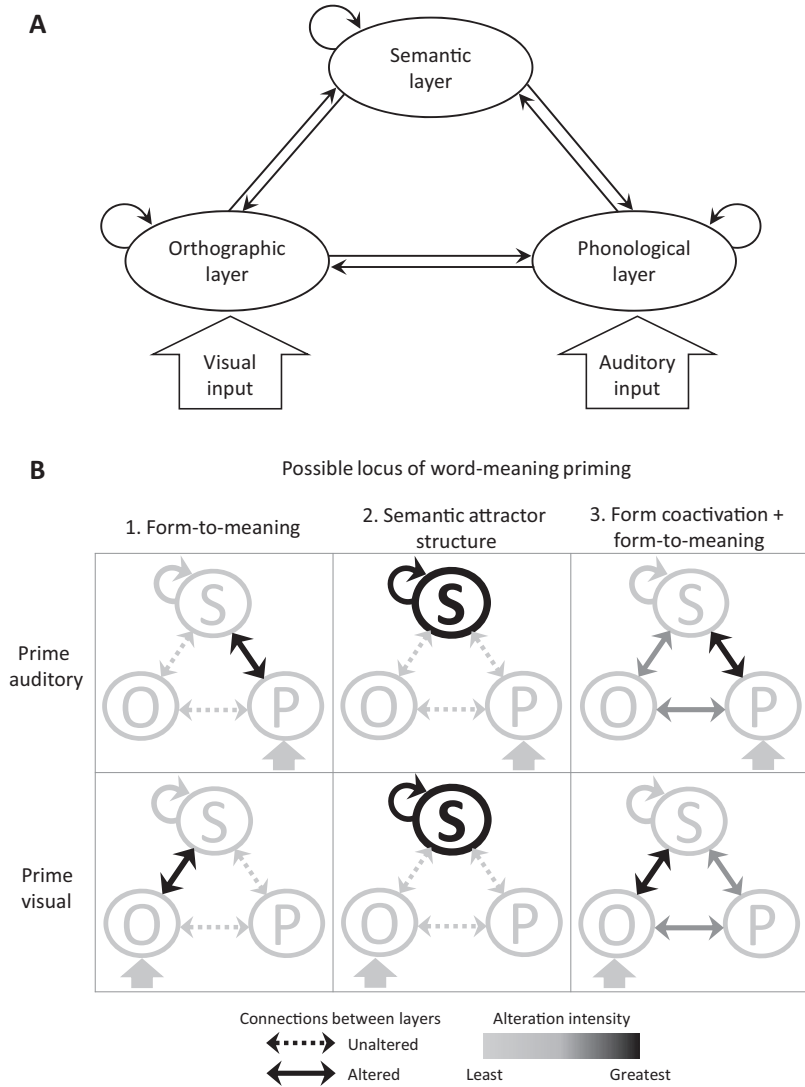 A
Semantic
layer
Orthographic
layer
Phonological
layer
Visual
input
Auditory
input
B
Possible locus of word-meaning priming
1. Form-to-meaning
2. Semantic attractor
structure
3. Form coactivation +
form-to-meaning
Prime
auditory
S
O
P
S
O
P
S
O
P
Prime
visual
S
O
P
S
O
P
S
O
P
Connections between layers
Unaltered
Altered
Alteration intensity
Least
Greatest